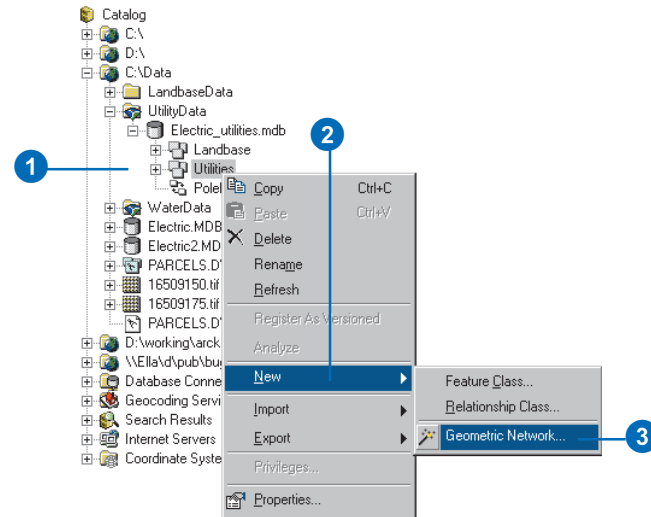 Catalog
C:\
D:\
C:\Data
LandbaseData
UtilityData
Electric_utilities.mdb
2
Landbase
1
Utilities
Polel
Copy Ctrl+C
WaterData
Paste Ctrl+V
Electric.MDB
Delete
Electric2.MD
PARCELS.D
Rename
16509150.tif
Refresh
16509175.tif
Register As Versioned
PARCELS.D
D:\working\arck
Analyze
\\Ella\d\pub\bug
New
Feature Class...
Database Conne
Geocoding Servi
Import
Relationship Class...
Search Results
Export
Geometric Network...
3
Internet Servers
Coordinate Syste
Privileges...
Properties...